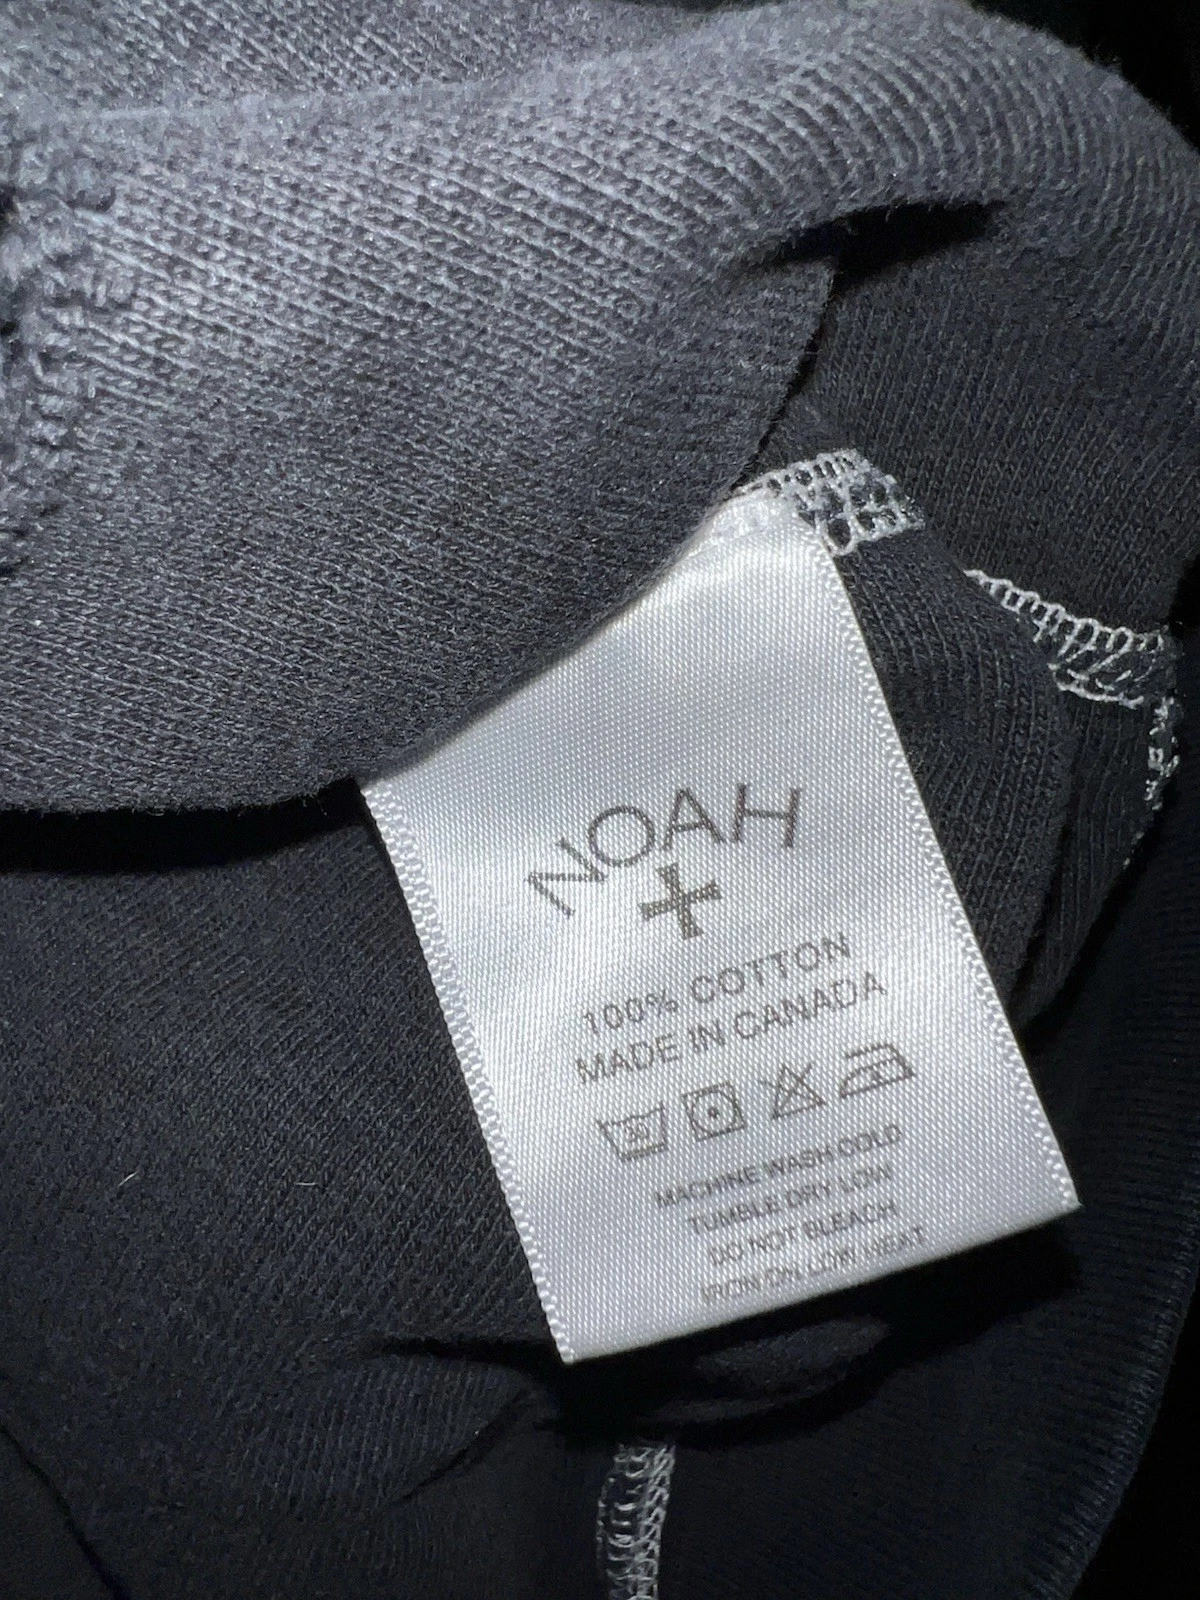 NOAH
100% COTTON
MADE IN CANADA
30
MACHINE WASH COLD
TUMBLE DRY LOW
DO NOT BLEACH
IRON ON LOW HEAT